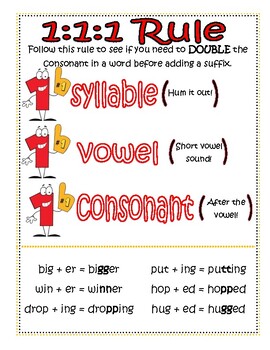 1:1:1 Rule
Follow this rule to see if you need to DOUBLE the
consonant in a word before adding a suffix.
1 syllable (Hum it out!)
1 vowel (Short vowel sound!)
1 consonant (After the vowel!)
big + er = bigger
put + ing = putting
win + er = winner
hop + ed = hopped
drop + ing = dropping
hug + ed = hugged